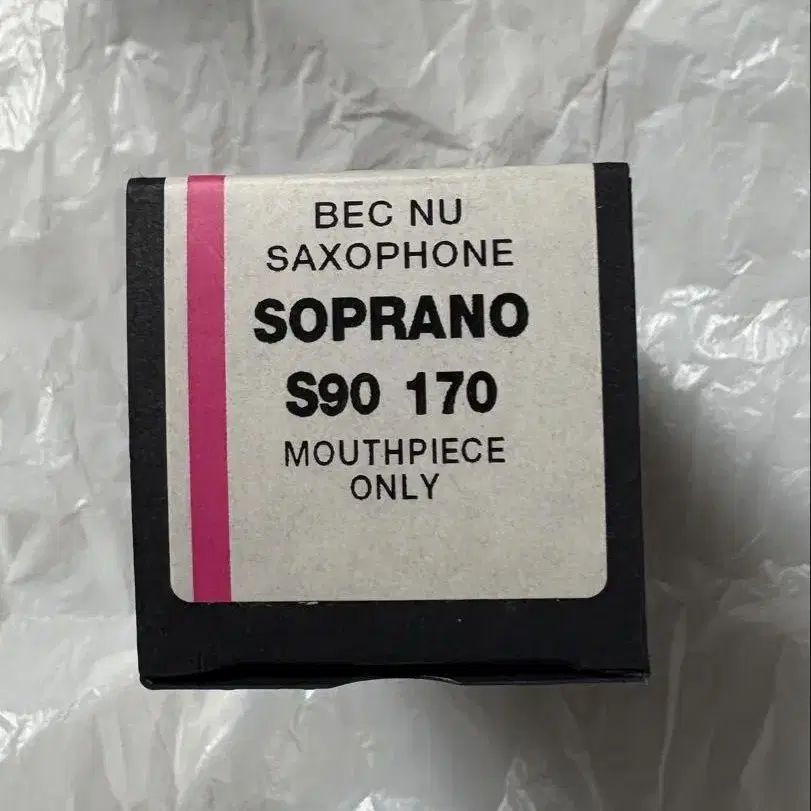 BEC NU
SAXOPHONE
SOPRANO
S90 170
MOUTHPIECE
ONLY